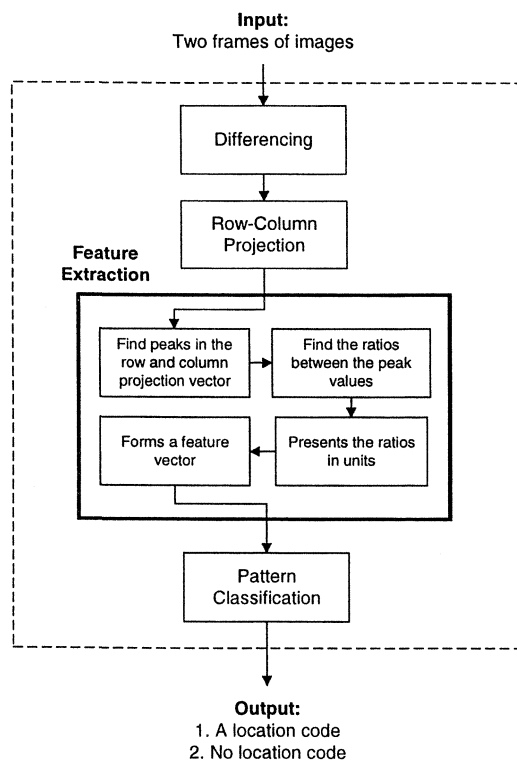 Input:
Two frames of images
Differencing
Row-Column
Projection
Feature
Extraction
Find peaks in the
row and column
projection vector
Find the ratios
between the peak
values
Forms a feature
vector
Presents the ratios
in units
Pattern
Classification
Output:
1. A location code
2. No location code